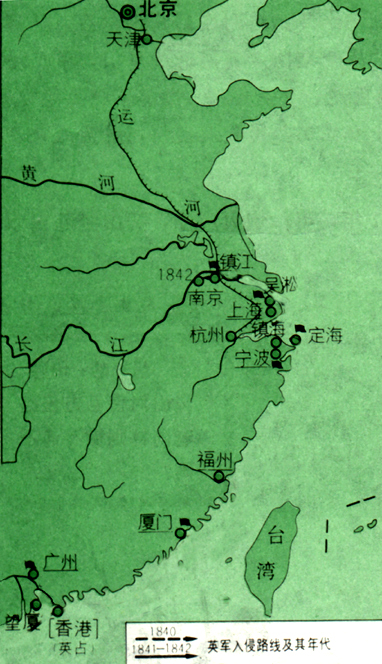 北京
天津
运
黄
河
河
镇江
1842
南京
吴淞
上海
杭州
镇海
定海
宁波
长
江
福州
厦门
台
湾
广州
望厦
[香港]
(英占)
1840
1841—1842
英军入侵路线及其年代